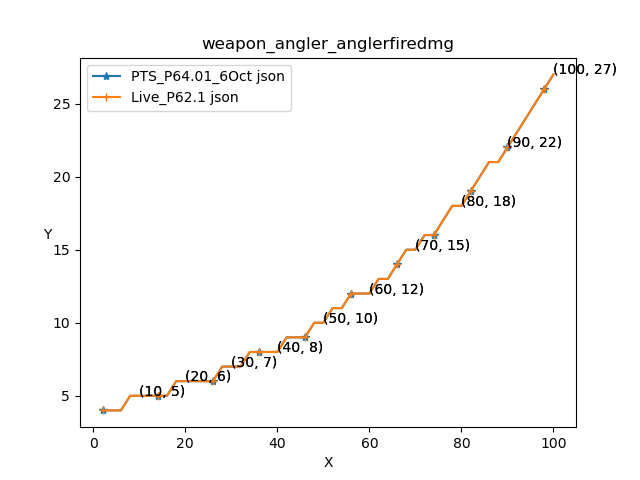 weapon_angler_anglerfiredmg
PTS_P64.01_6Oct json
Live_P62.1 json
Y
25
20
15
10
5
(100, 27)
(90, 22)
(80, 18)
(70, 15)
(60, 12)
(50, 10)
(40, 8)
(30, 7)
(20, 6)
(10, 5)
0 20 40 60 80 100
X